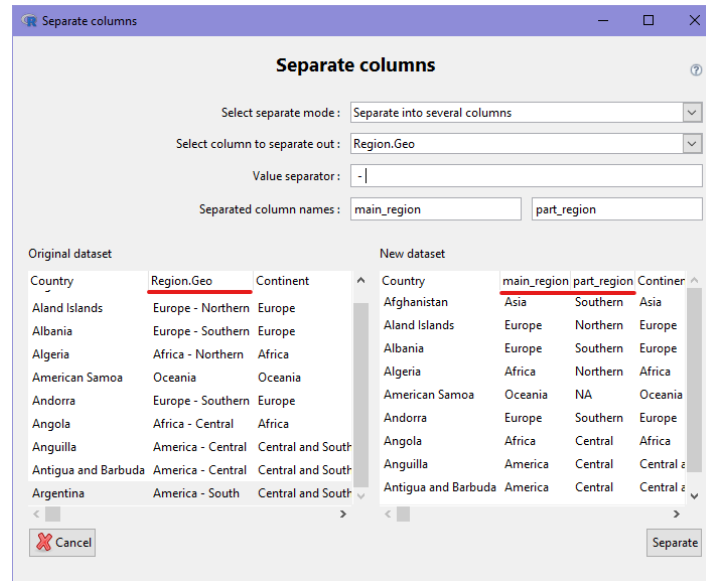 Separate columns
Separate columns
Select separate mode : Separate into several columns
Select column to separate out : Region.Geo
Value separator : -
Separated column names : main_region part_region
Original dataset
Country Region.Geo Continent
Aland Islands Europe - Northern Europe
Albania Europe - Southern Europe
Algeria Africa - Northern Africa
American Samoa Oceania Oceania
Andorra Europe - Southern Europe
Angola Africa - Central Africa
Anguilla America - Central Central and South
Antigua and Barbuda America - Central Central and South
Argentina America - South Central and South
New dataset
Country main_region part_region Continen
Afghanistan Asia Southern Asia
Aland Islands Europe Northern Europe
Albania Europe Southern Europe
Algeria Africa Northern Africa
American Samoa Oceania NA Oceania
Andorra Europe Southern Europe
Angola Africa Central Africa
Anguilla America Central Central a
Antigua and Barbuda America Central Central a
Cancel
Separate